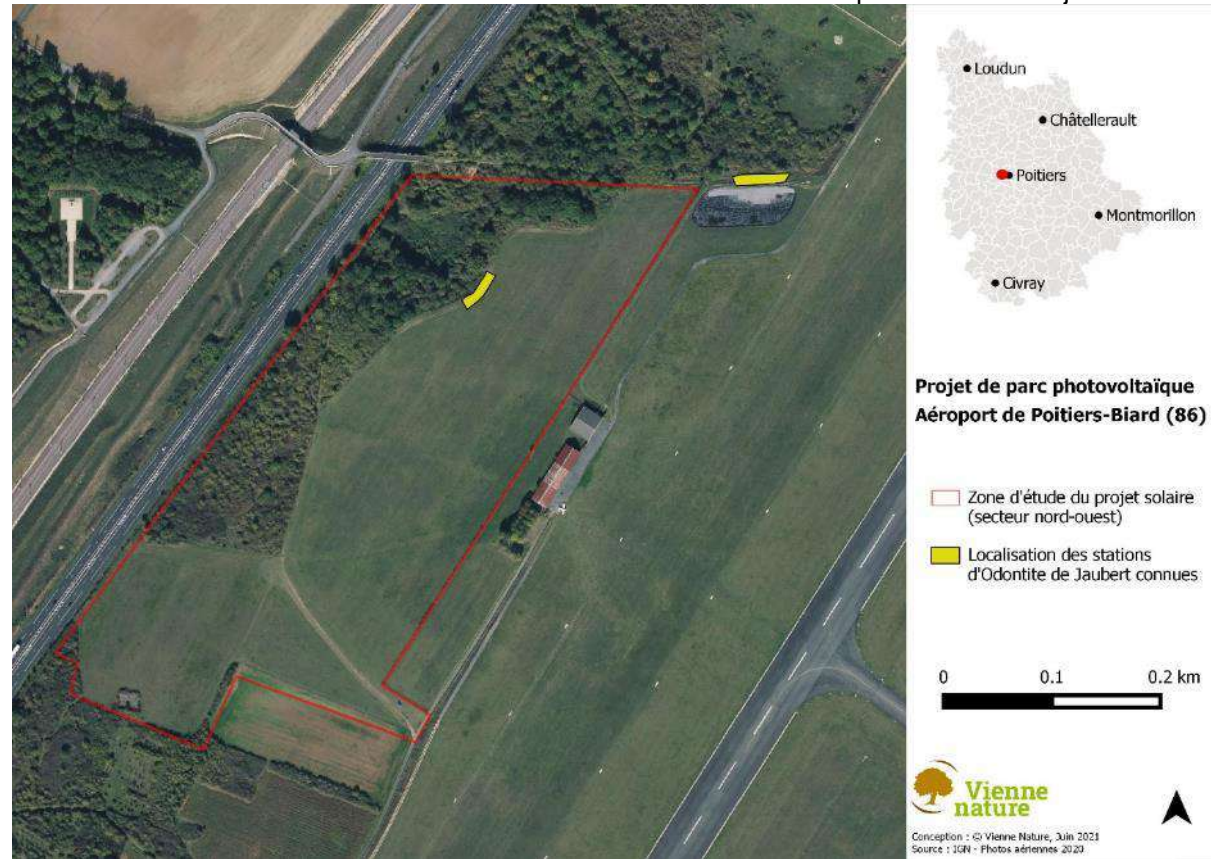 Loudun
Châtellerault
Poitiers
Montmorillon
Civray
Projet de parc photovoltaïque
Aéroport de Poitiers-Biard (86)
Zone d'étude du projet solaire
(secteur nord-ouest)
Localisation des stations
d'Odontite de Jaubert connues
0 0.1 0.2 km
Vienne
nature
Conception : © Vienne Nature, Juin 2021
Source : IGN - Photos aériennes 2020